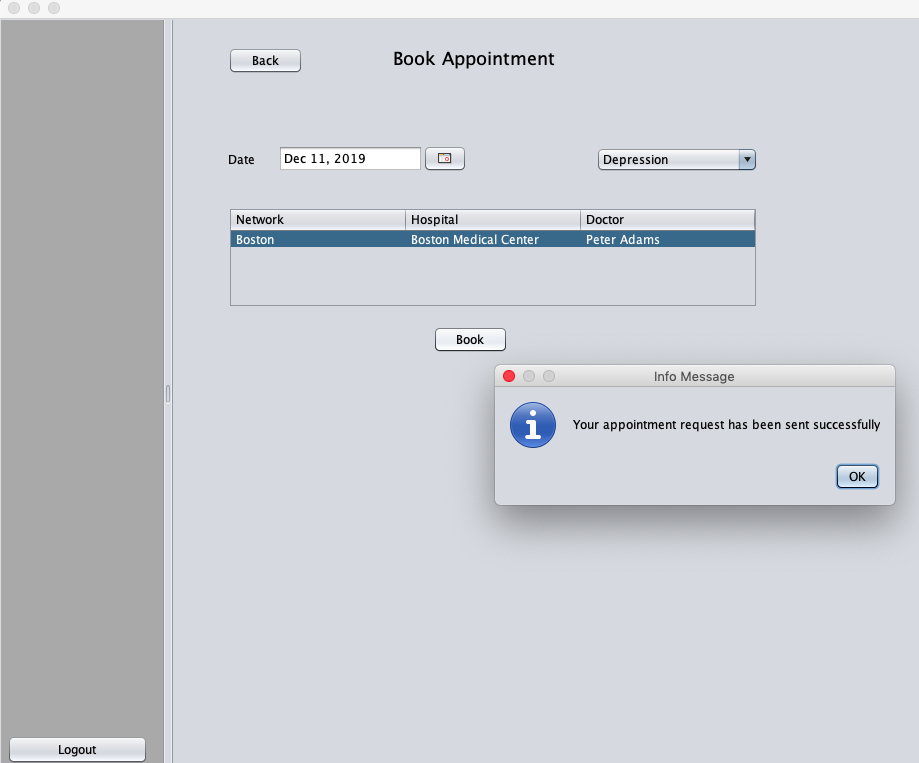 Back
Book Appointment
Date
Dec 11, 2019
Depression
Network Hospital Doctor
Boston Boston Medical Center Peter Adams
Book
Info Message
Your appointment request has been sent successfully
OK
Logout